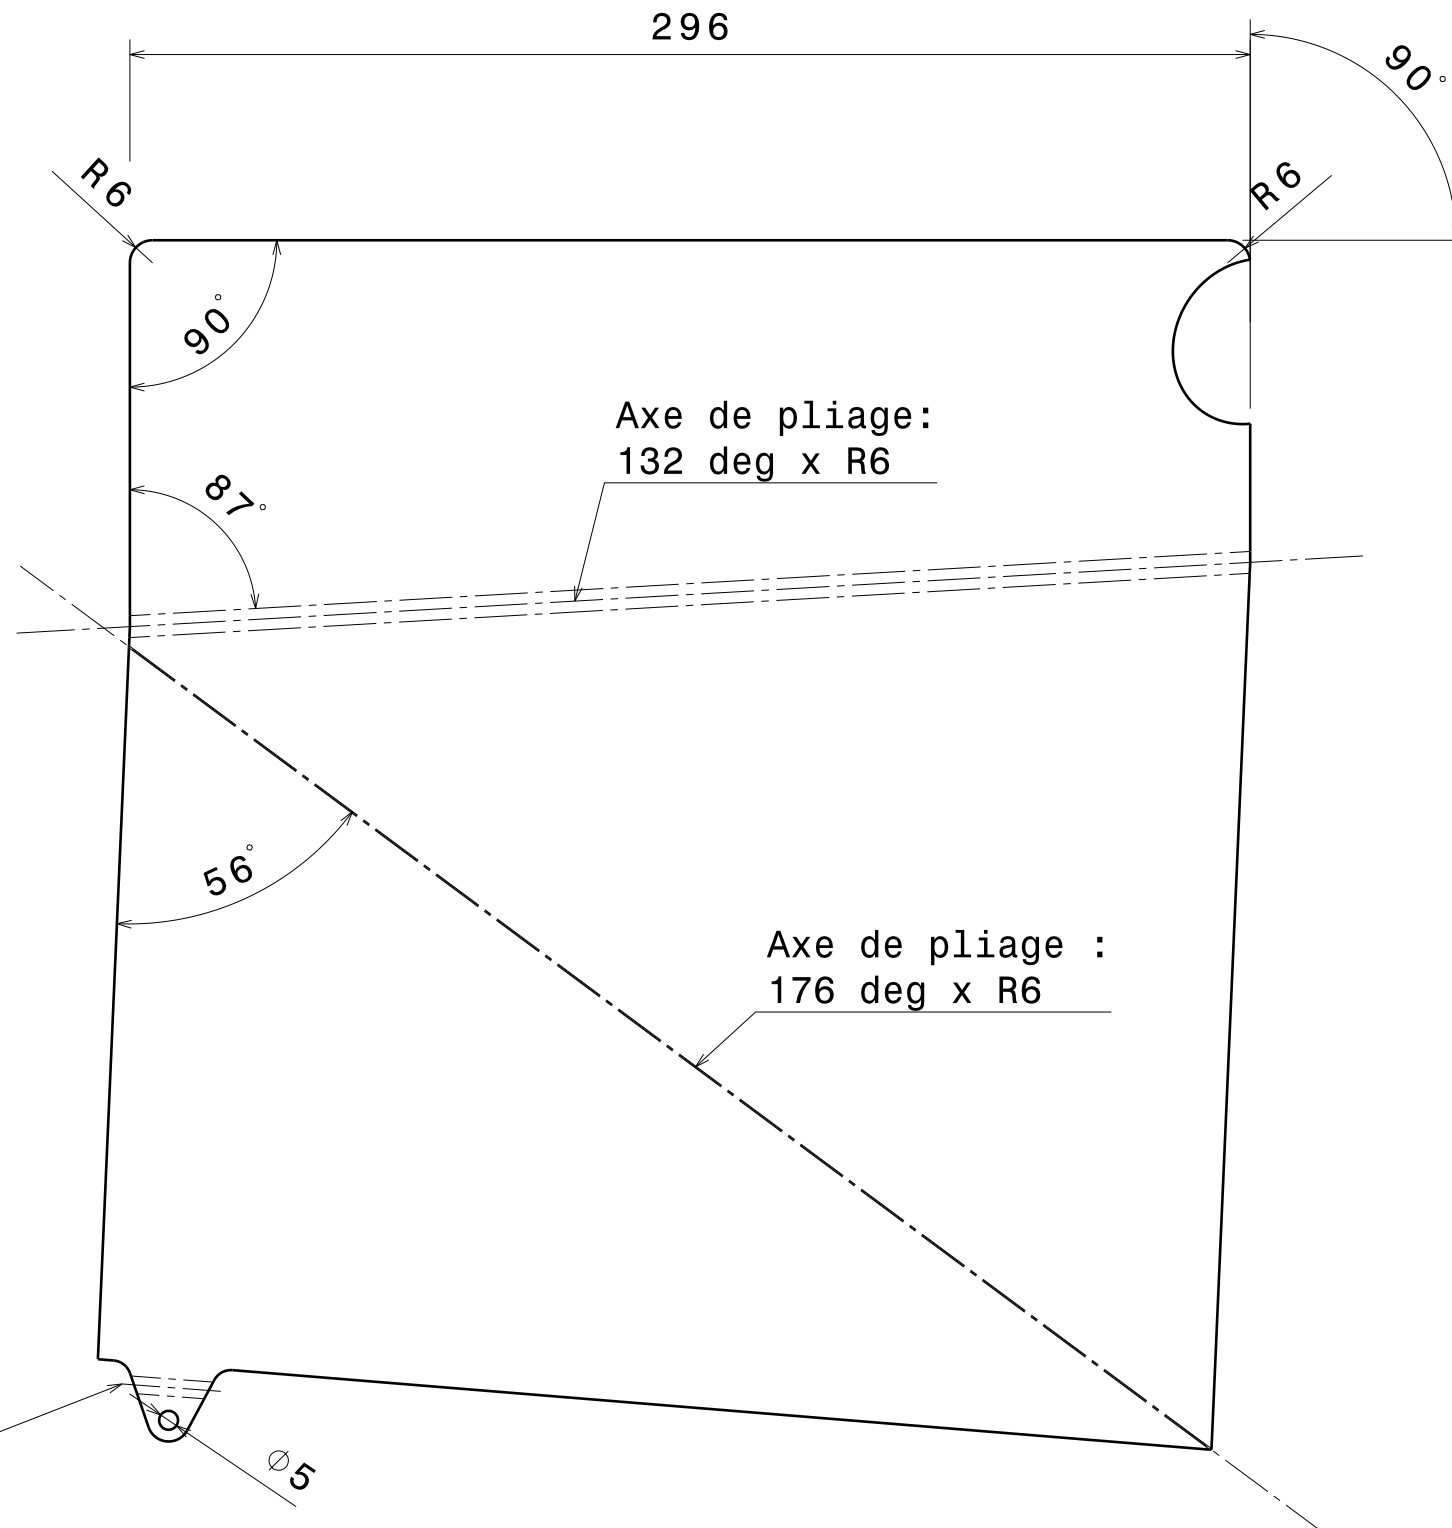 296
90°
R6
R6
90°
Axe de pliage:
132 deg x R6
87°
56°
Axe de pliage :
176 deg x R6
⌀5